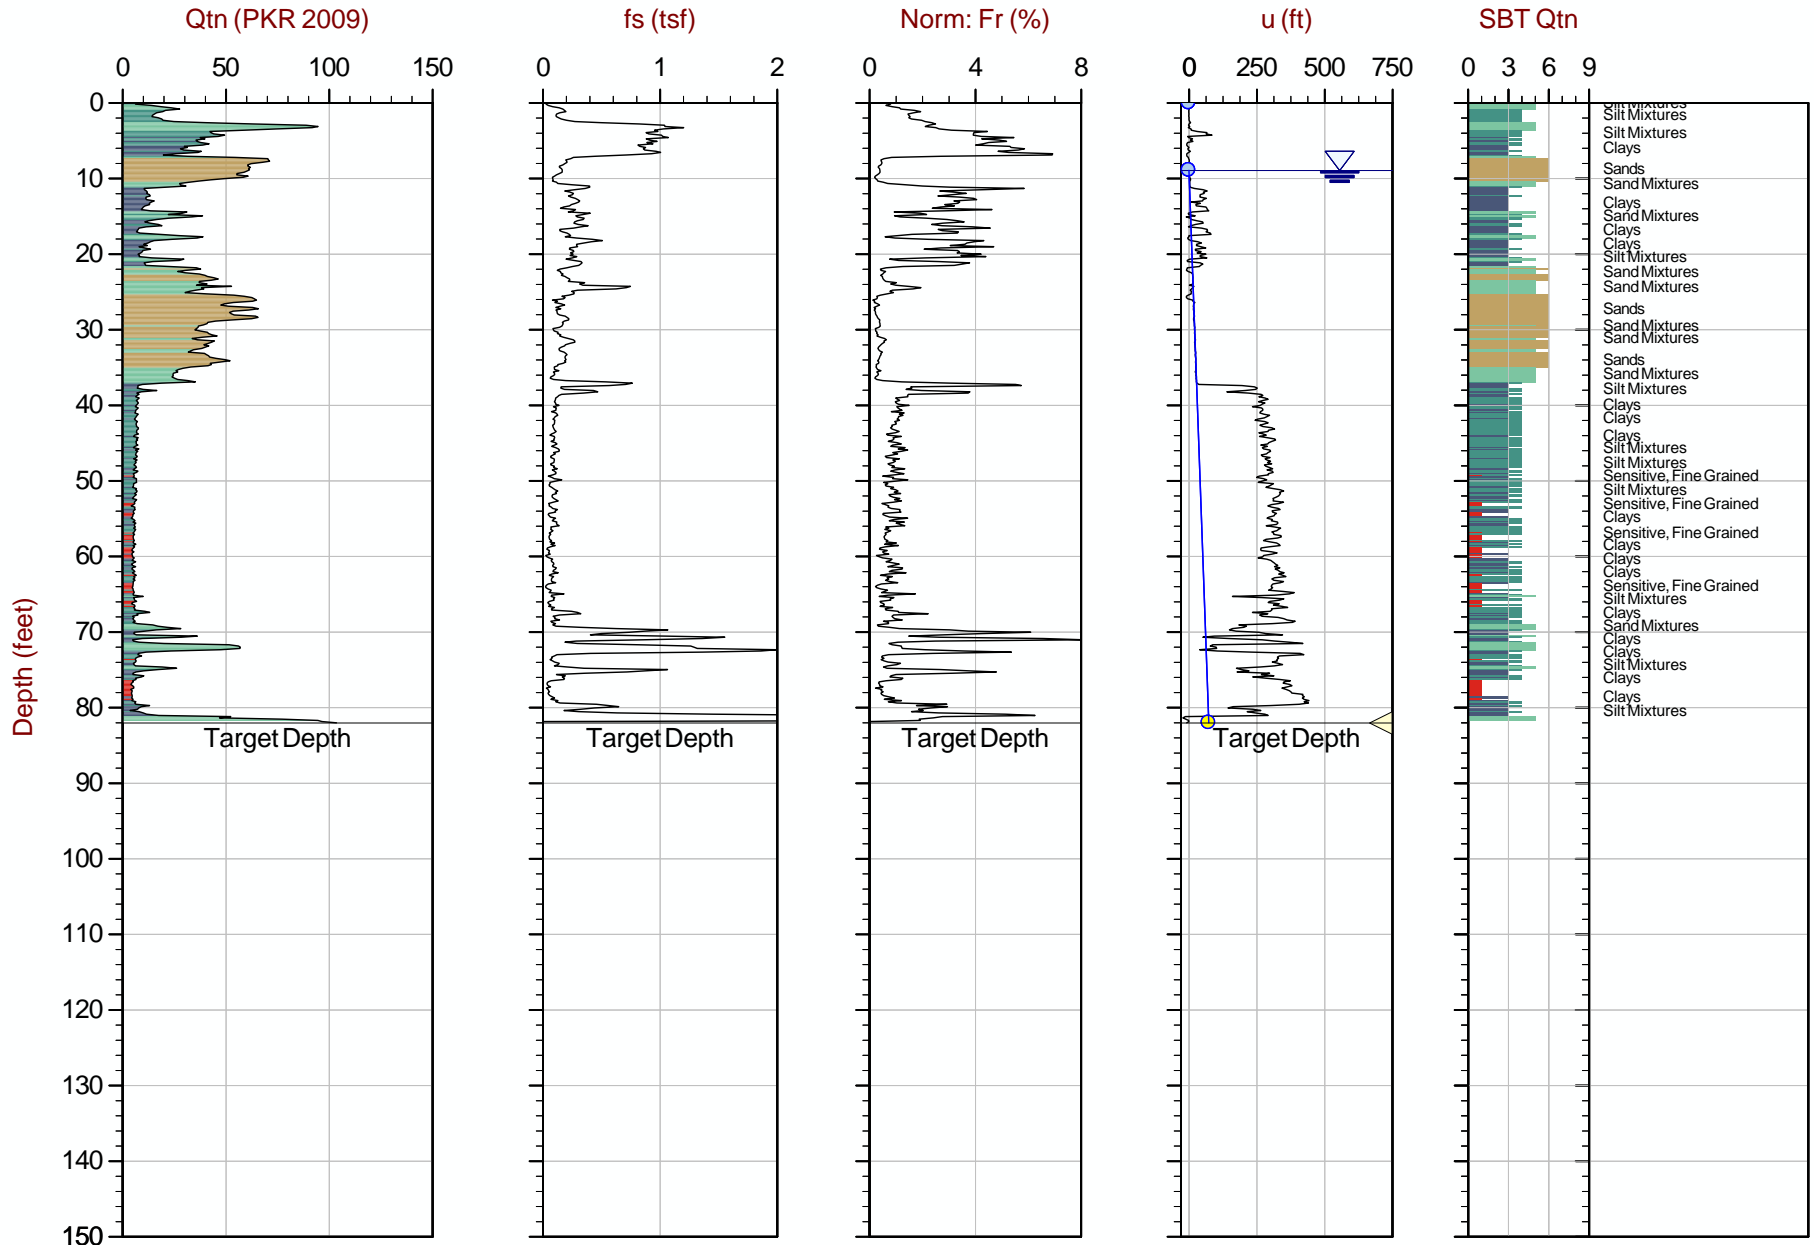 Qtn (PKR 2009)
fs (tsf)
Norm: Fr (%)
u (ft)
SBT Qtn
0 50 100 150
0 1 2
0 4 8
0 250 500 750
0 3 6 9
Depth (feet)
0
10
20
30
40
50
60
70
80
90
100
110
120
130
140
150
Silt Mixtures
Silt Mixtures
Silt Mixtures
Clays
Sands
Sand Mixtures
Clays
Sand Mixtures
Clays
Clays
Silt Mixtures
Sand Mixtures
Sand Mixtures
Sands
Sand Mixtures
Sand Mixtures
Sands
Sand Mixtures
Silt Mixtures
Clays
Clays
Clays
Silt Mixtures
Silt Mixtures
Sensitive, Fine Grained
Silt Mixtures
Sensitive, Fine Grained
Clays
Sensitive, Fine Grained
Clays
Clays
Clays
Sensitive, Fine Grained
Silt Mixtures
Clays
Sand Mixtures
Clays
Clays
Silt Mixtures
Clays
Clays
Silt Mixtures
Target Depth
Target Depth
Target Depth
Target Depth